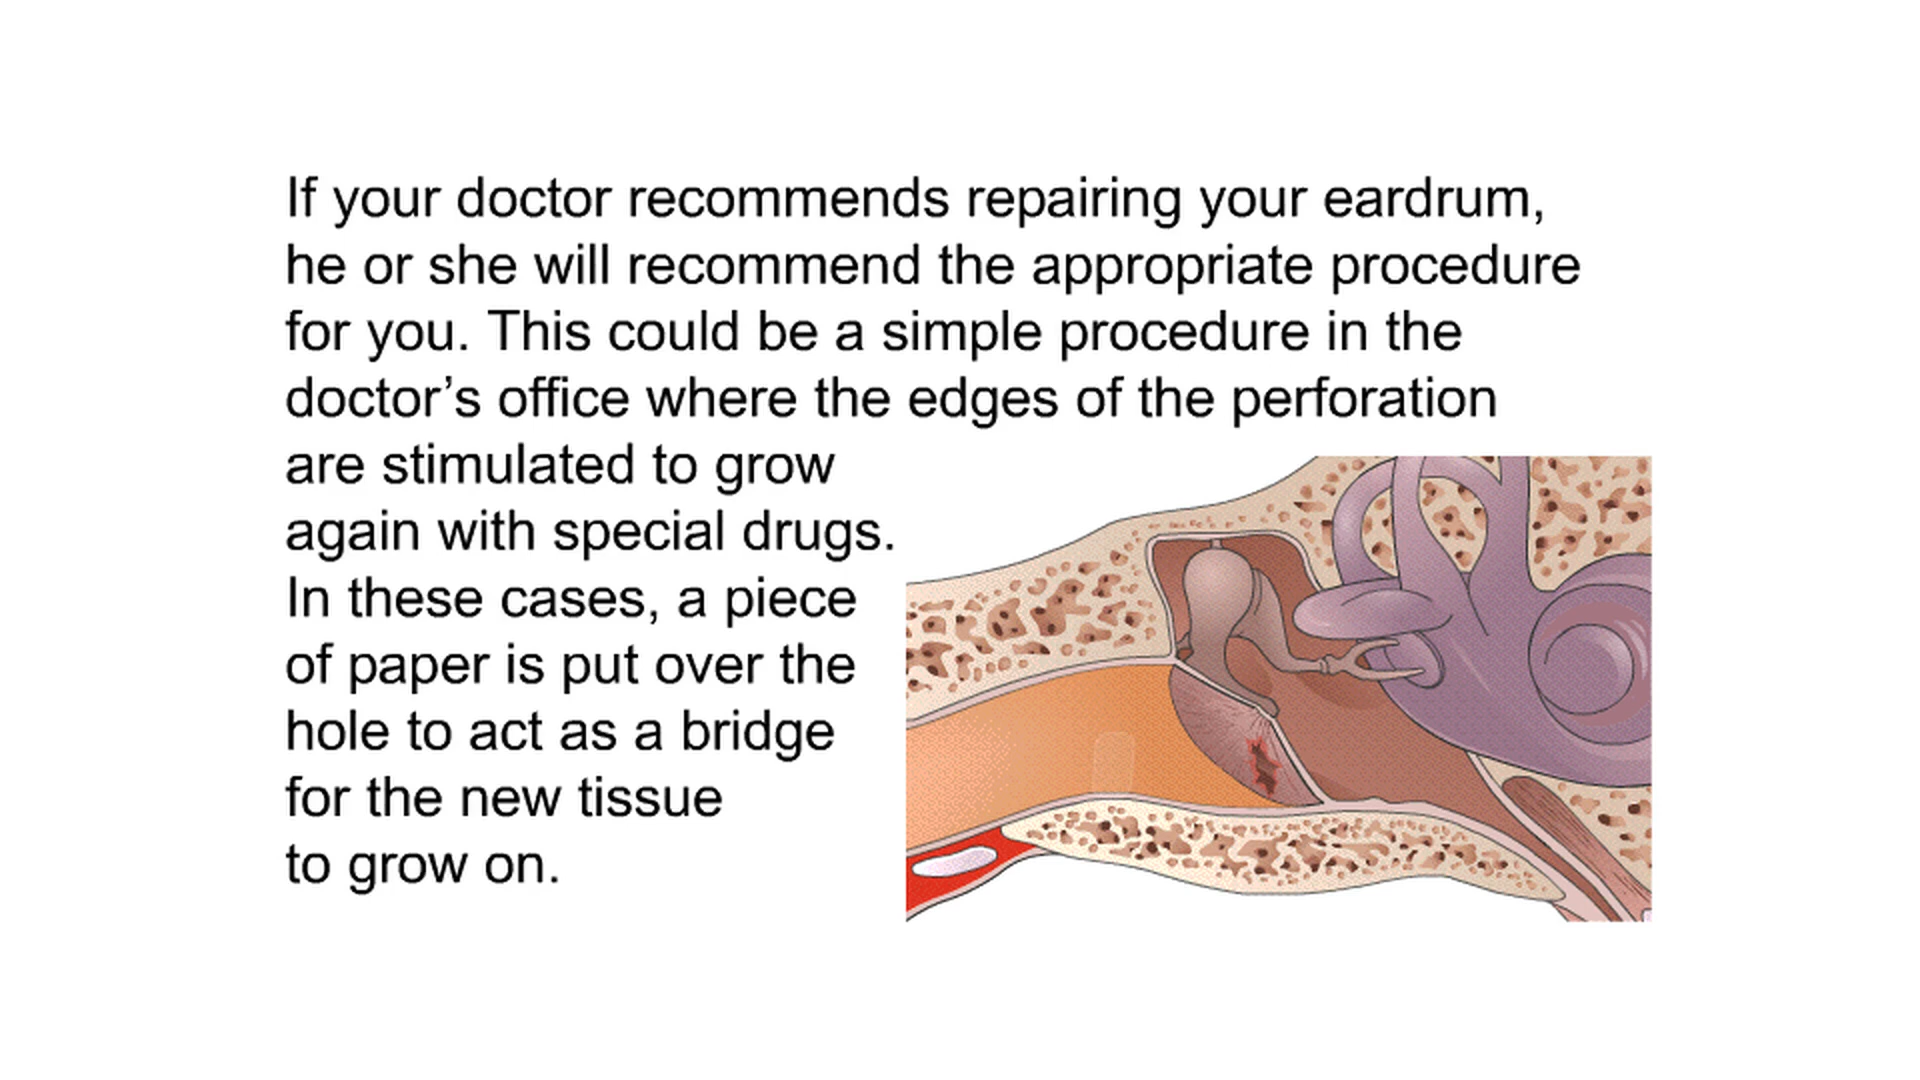 If your doctor recommends repairing your eardrum,
he or she will recommend the appropriate procedure
for you. This could be a simple procedure in the
doctor’s office where the edges of the perforation
are stimulated to grow
again with special drugs.
In these cases, a piece
of paper is put over the
hole to act as a bridge
for the new tissue
to grow on.